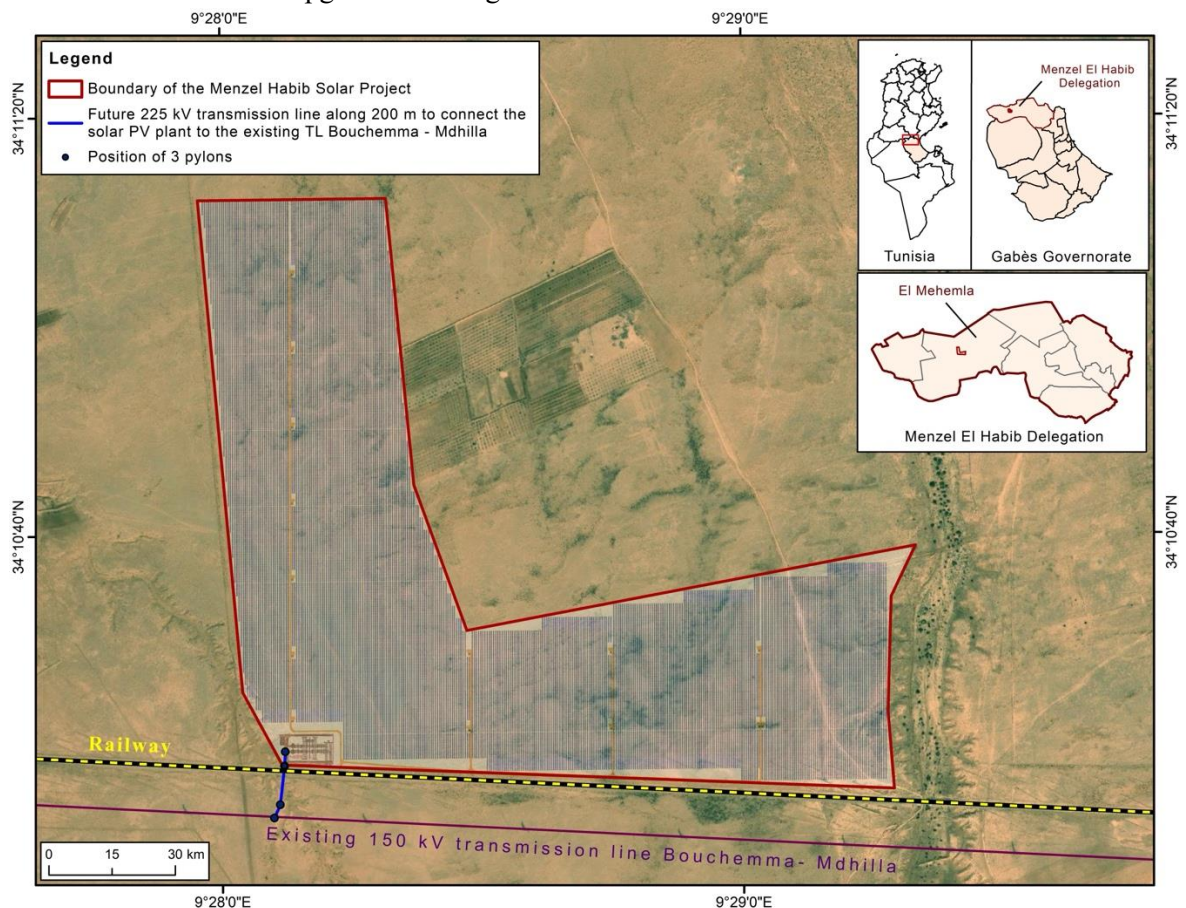 9°28'0"E
9°29'0"E
Legend
Boundary of the Menzel Habib Solar Project
Future 225 kV transmission line along 200 m to connect the
solar PV plant to the existing TL Bouchemma - Mdhilla
Position of 3 pylons
Menzel El Habib
Delegation
Tunisia
Gabès Governorate
El Mehemla
Menzel El Habib Delegation
34°11'20"N
34°11'20"N
34°10'40"N
34°10'40"N
Railway
Existing 150 kV transmission line Bouchemma- Mdhilla
0 15 30 km
9°28'0"E
9°29'0"E